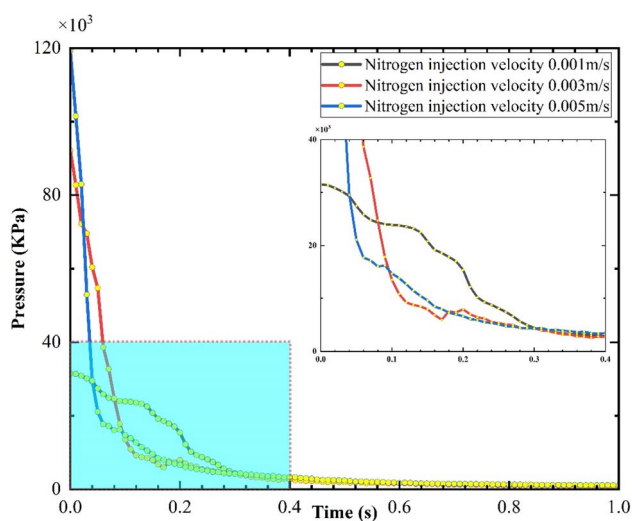 ×10³
120
80
40
0
Pressure (KPa)
Nitrogen injection velocity 0.001m/s
Nitrogen injection velocity 0.003m/s
Nitrogen injection velocity 0.005m/s
×10³
40
20
0
0.0 0.1 0.2 0.3 0.4
0.0 0.2 0.4 0.6 0.8 1.0
Time (s)